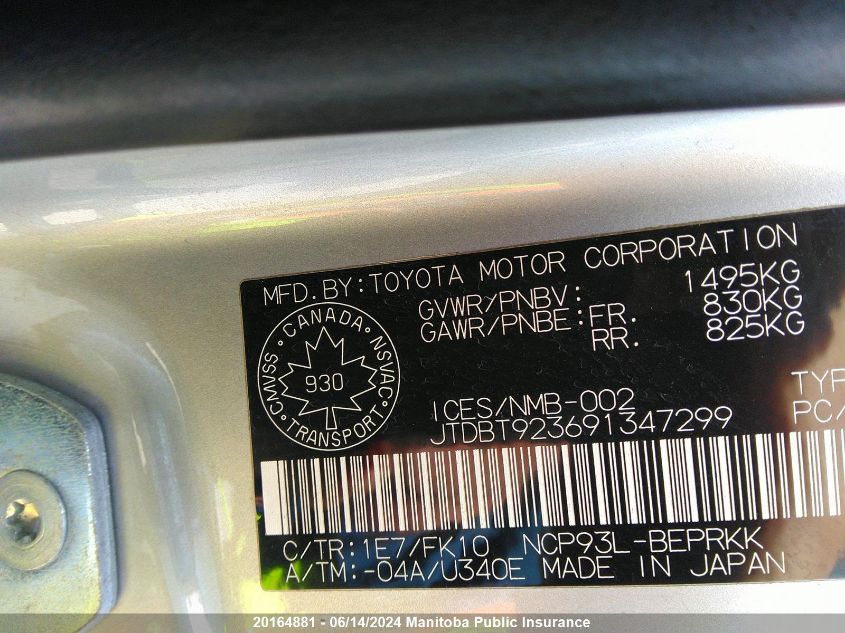 MFD.BY:TOYOTA MOTOR CORPORATION
GVWR/PNBV: 1495KG
GAWR/PNBE:FR. 830KG
RR. 825KG
CMVSS · CANADA · NSVAC · TRANSPORT
930
ICES/NMB-002
TYP
JTDBT923691347299
PC/
C/TR:1E7/FK10 NCP93L-BEPRKK
A/TM:-04A/U340E MADE IN JAPAN
20164881 | 06/14/2024 Manitoba Public Insurance